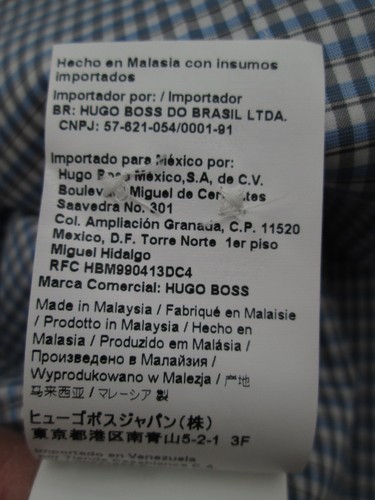 Hecho en Malasia con insumos
importados
Importador por: / Importador
BR: HUGO BOSS DO BRASIL LTDA.
CNPJ: 57-621-054/0001-91
Importado para México por:
Hugo Boss México,S.A, de C.V.
Boulevard Miguel de Cervantes
Saavedra No. 301
Col. Ampliación Granada, C.P. 11520
Mexico, D.F. Torre Norte 1er piso
Miguel Hidalgo
RFC HBM990413DC4
Marca Comercial: HUGO BOSS
Made in Malaysia / Fabriqué en Malaisie
/ Prodotto in Malaysia / Hecho en
Malasia / Produzido em Malásia /
Произведено в Малайзия /
Wyprodukowano w Malezja / 产地
马来西亚 / マレーシア 製
ヒューゴボスジャパン(株)
東京都港区南青山5-2-1 3F
Importado en Venezuela